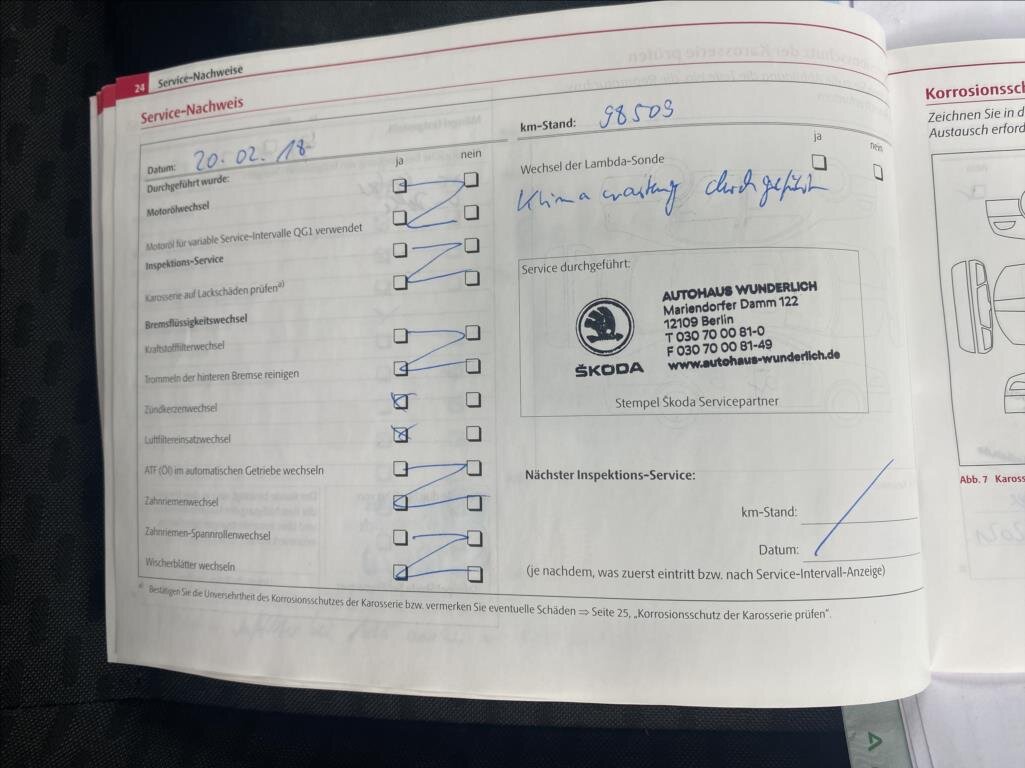 24 Service-Nachweise
Service-Nachweis
Datum: 20.02.18
Durchgeführt wurde:
ja nein
Motorölwechsel
Motoröl für variable Service-Intervalle QG1 verwendet
Inspektions-Service
Karosserie auf Lackschäden prüfen a)
Bremsflüssigkeitswechsel
Kraftstofffilterwechsel
Trommeln der hinteren Bremse reinigen
Zündkerzenwechsel
Luftfiltereinsatzwechsel
ATF (Öl) im automatischen Getriebe wechseln
Zahnriemenwechsel
Zahnriemen-Spannrollenwechsel
Wischerblätter wechseln
a) Bestätigen Sie die Unversehrtheit des Korrosionsschutzes der Karosserie bzw. vermerken Sie eventuelle Schäden ⇒ Seite 25, „Korrosionsschutz der Karosserie prüfen“.
km-Stand: 98503
ja nein
Wechsel der Lambda-Sonde
Klima wartung durchgeführt
Service durchgeführt:
ŠKODA
AUTOHAUS WUNDERLICH
Mariendorfer Damm 122
12109 Berlin
T 030 70 00 81-0
F 030 70 00 81-49
www.autohaus-wunderlich.de
Stempel Škoda Servicepartner
Nächster Inspektions-Service:
km-Stand:
Datum:
(je nachdem, was zuerst eintritt bzw. nach Service-Intervall-Anzeige)
Korrosionssch
Zeichnen Sie in d
Austausch erford
Abb. 7 Kaross